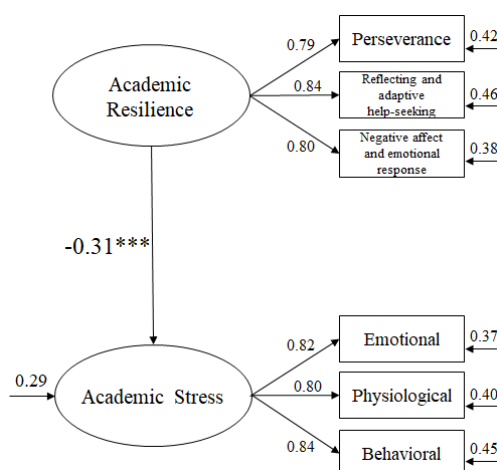 0.79
Perseverance
0.42
Academic
Resilience
0.84
Reflecting and
adaptive
help-seeking
0.46
0.80
Negative affect
and emotional
response
0.38
-0.31***
0.29
Academic Stress
0.82
Emotional
0.37
0.80
Physiological
0.40
0.84
Behavioral
0.45